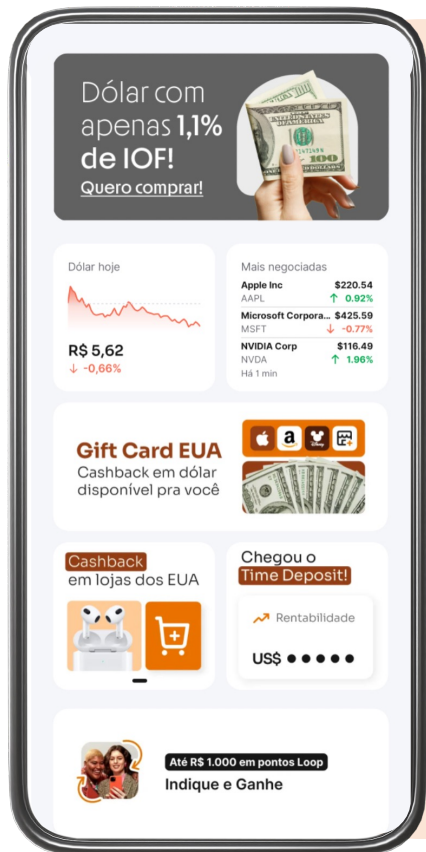 Dólar com
apenas 1,1%
de IOF!
Quero comprar!
Dólar hoje
R$ 5,62
↓ -0,66%
Mais negociadas
Apple Inc $220.54
AAPL ↑ 0.92%
Microsoft Corpora... $425.59
MSFT ↓ -0.77%
NVIDIA Corp $116.49
NVDA ↑ 1.96%
Há 1 min
Gift Card EUA
Cashback em dólar
disponível pra você
a
Disney
Cashback
em lojas dos EUA
Chegou o
Time Deposit!
Rentabilidade
US$ ● ● ● ● ●
Até R$ 1.000 em pontos Loop
Indique e Ganhe